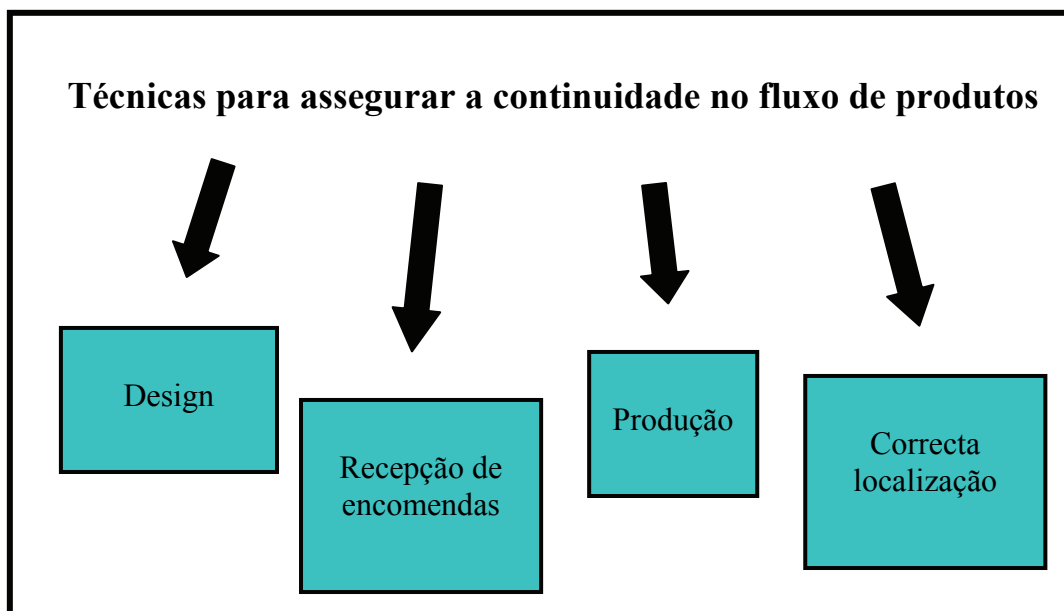 Técnicas para assegurar a continuidade no fluxo de produtos
Design
Recepção de
encomendas
Produção
Correcta
localização